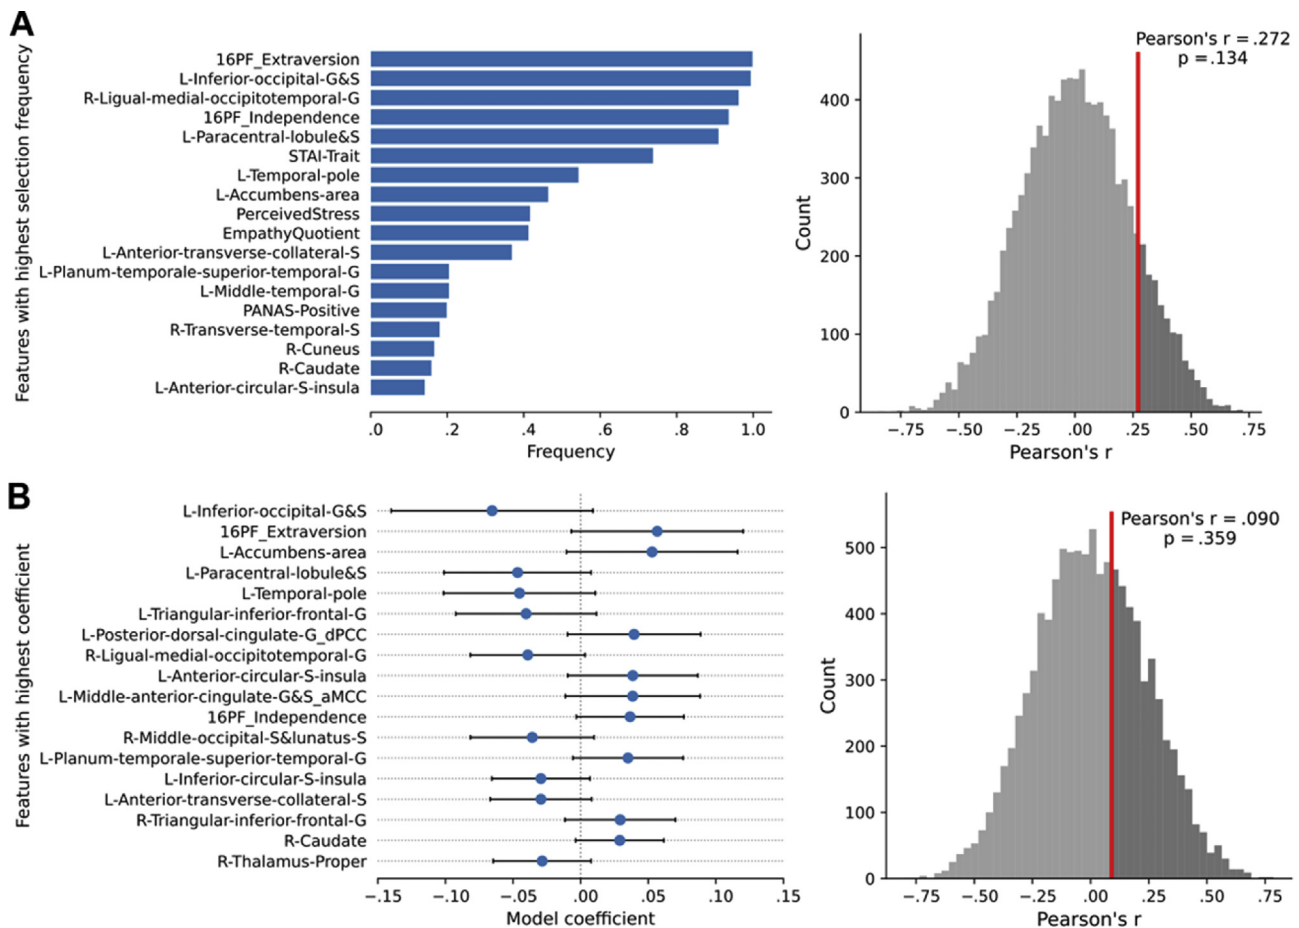 A
Features with highest selection frequency
16PF_Extraversion
L-Inferior-occipital-G&S
R-Ligual-medial-occipitotemporal-G
16PF_Independence
L-Paracentral-lobule&S
STAI-Trait
L-Temporal-pole
L-Accumbens-area
PerceivedStress
EmpathyQuotient
L-Anterior-transverse-collateral-S
L-Planum-temporale-superior-temporal-G
L-Middle-temporal-G
PANAS-Positive
R-Transverse-temporal-S
R-Cuneus
R-Caudate
L-Anterior-circular-S-insula
.0 .2 .4 .6 .8 1.0
Frequency
Pearson's r = .272
p = .134
Count
400
300
200
100
0
−.75 −.50 −.25 .00 .25 .50 .75
Pearson's r
B
Features with highest coefficient
L-Inferior-occipital-G&S
16PF_Extraversion
L-Accumbens-area
L-Paracentral-lobule&S
L-Temporal-pole
L-Triangular-inferior-frontal-G
L-Posterior-dorsal-cingulate-G_dPCC
R-Ligual-medial-occipitotemporal-G
L-Anterior-circular-S-insula
L-Middle-anterior-cingulate-G&S_aMCC
16PF_Independence
R-Middle-occipital-S&lunatus-S
L-Planum-temporale-superior-temporal-G
L-Inferior-circular-S-insula
L-Anterior-transverse-collateral-S
R-Triangular-inferior-frontal-G
R-Caudate
R-Thalamus-Proper
−.15 −.10 −.05 .00 .05 .10 .15
Model coefficient
Pearson's r = .090
p = .359
Count
500
400
300
200
100
0
−.75 −.50 −.25 .00 .25 .50 .75
Pearson's r